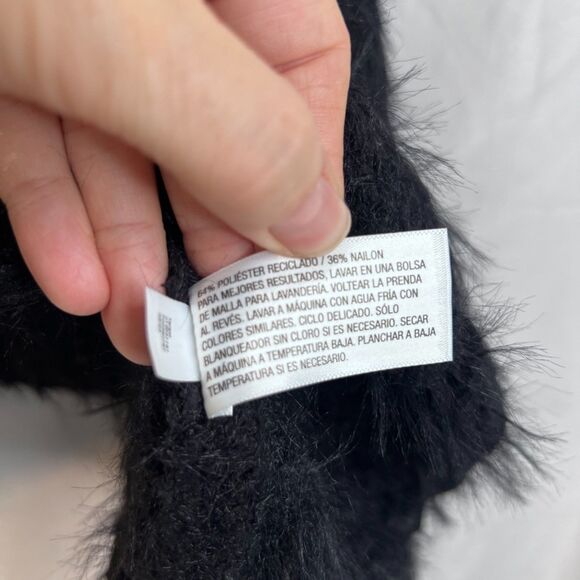 64% POLIÉSTER RECICLADO / 36% NAILON
PARA MEJORES RESULTADOS, LAVAR EN UNA BOLSA
DE MALLA PARA LAVANDERÍA. VOLTEAR LA PRENDA
AL REVÉS. LAVAR A MÁQUINA CON AGUA FRÍA CON
COLORES SIMILARES. CICLO DELICADO. SÓLO
BLANQUEADOR SIN CLORO SI ES NECESARIO. SECAR
A MÁQUINA A TEMPERATURA BAJA. PLANCHAR A BAJA
TEMPERATURA SI ES NECESARIO.